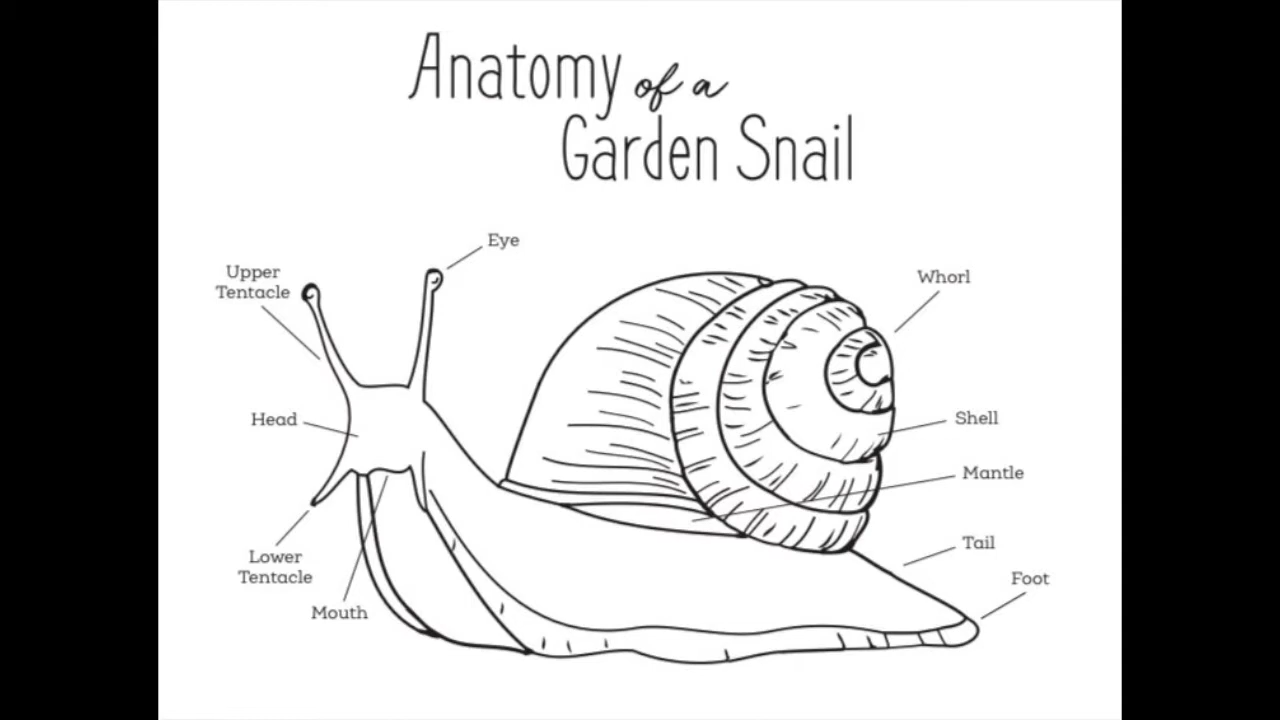 Anatomy of a
Garden Snail
Eye
Upper
Tentacle
Whorl
Head
Shell
Mantle
Tail
Lower
Tentacle
Foot
Mouth